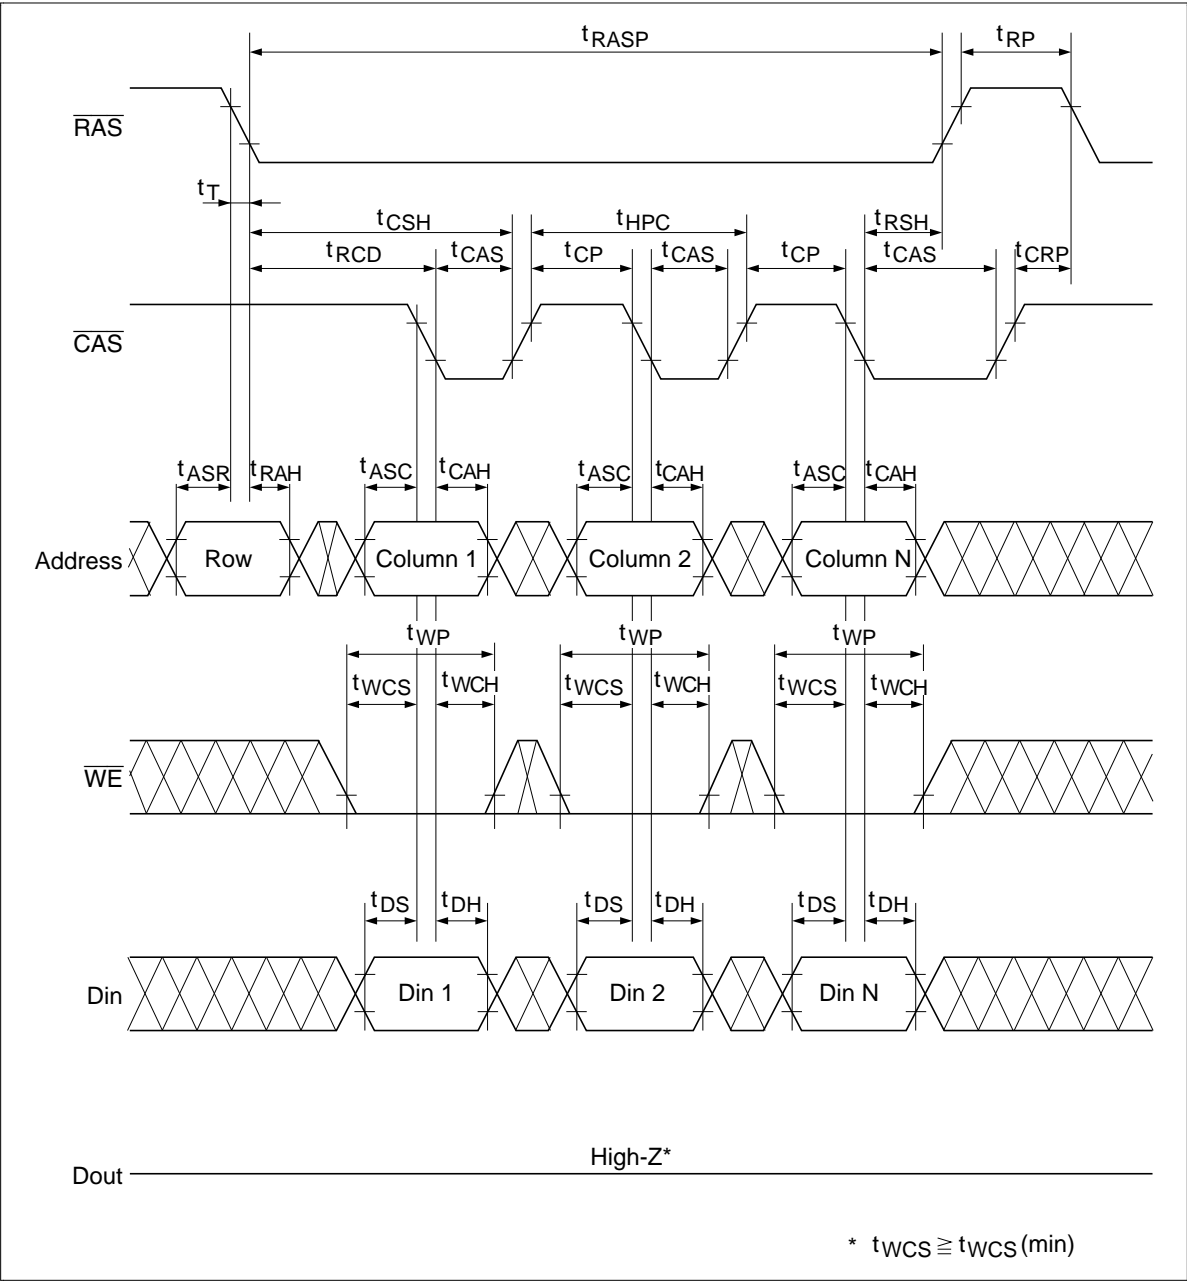 tRASP
tRP
RAS
tT
tCSH
tHPC
tRSH
tRCD
tCAS
tCP
tCAS
tCP
tCAS
tCRP
CAS
tASR
tRAH
tASC
tCAH
tASC
tCAH
tASC
tCAH
Address
Row
Column 1
Column 2
Column N
tWP
tWP
tWP
tWCS
tWCH
tWCS
tWCH
tWCS
tWCH
WE
tDS
tDH
tDS
tDH
tDS
tDH
Din
Din 1
Din 2
Din N
High-Z*
Dout
* tWCS ≧ tWCS (min)